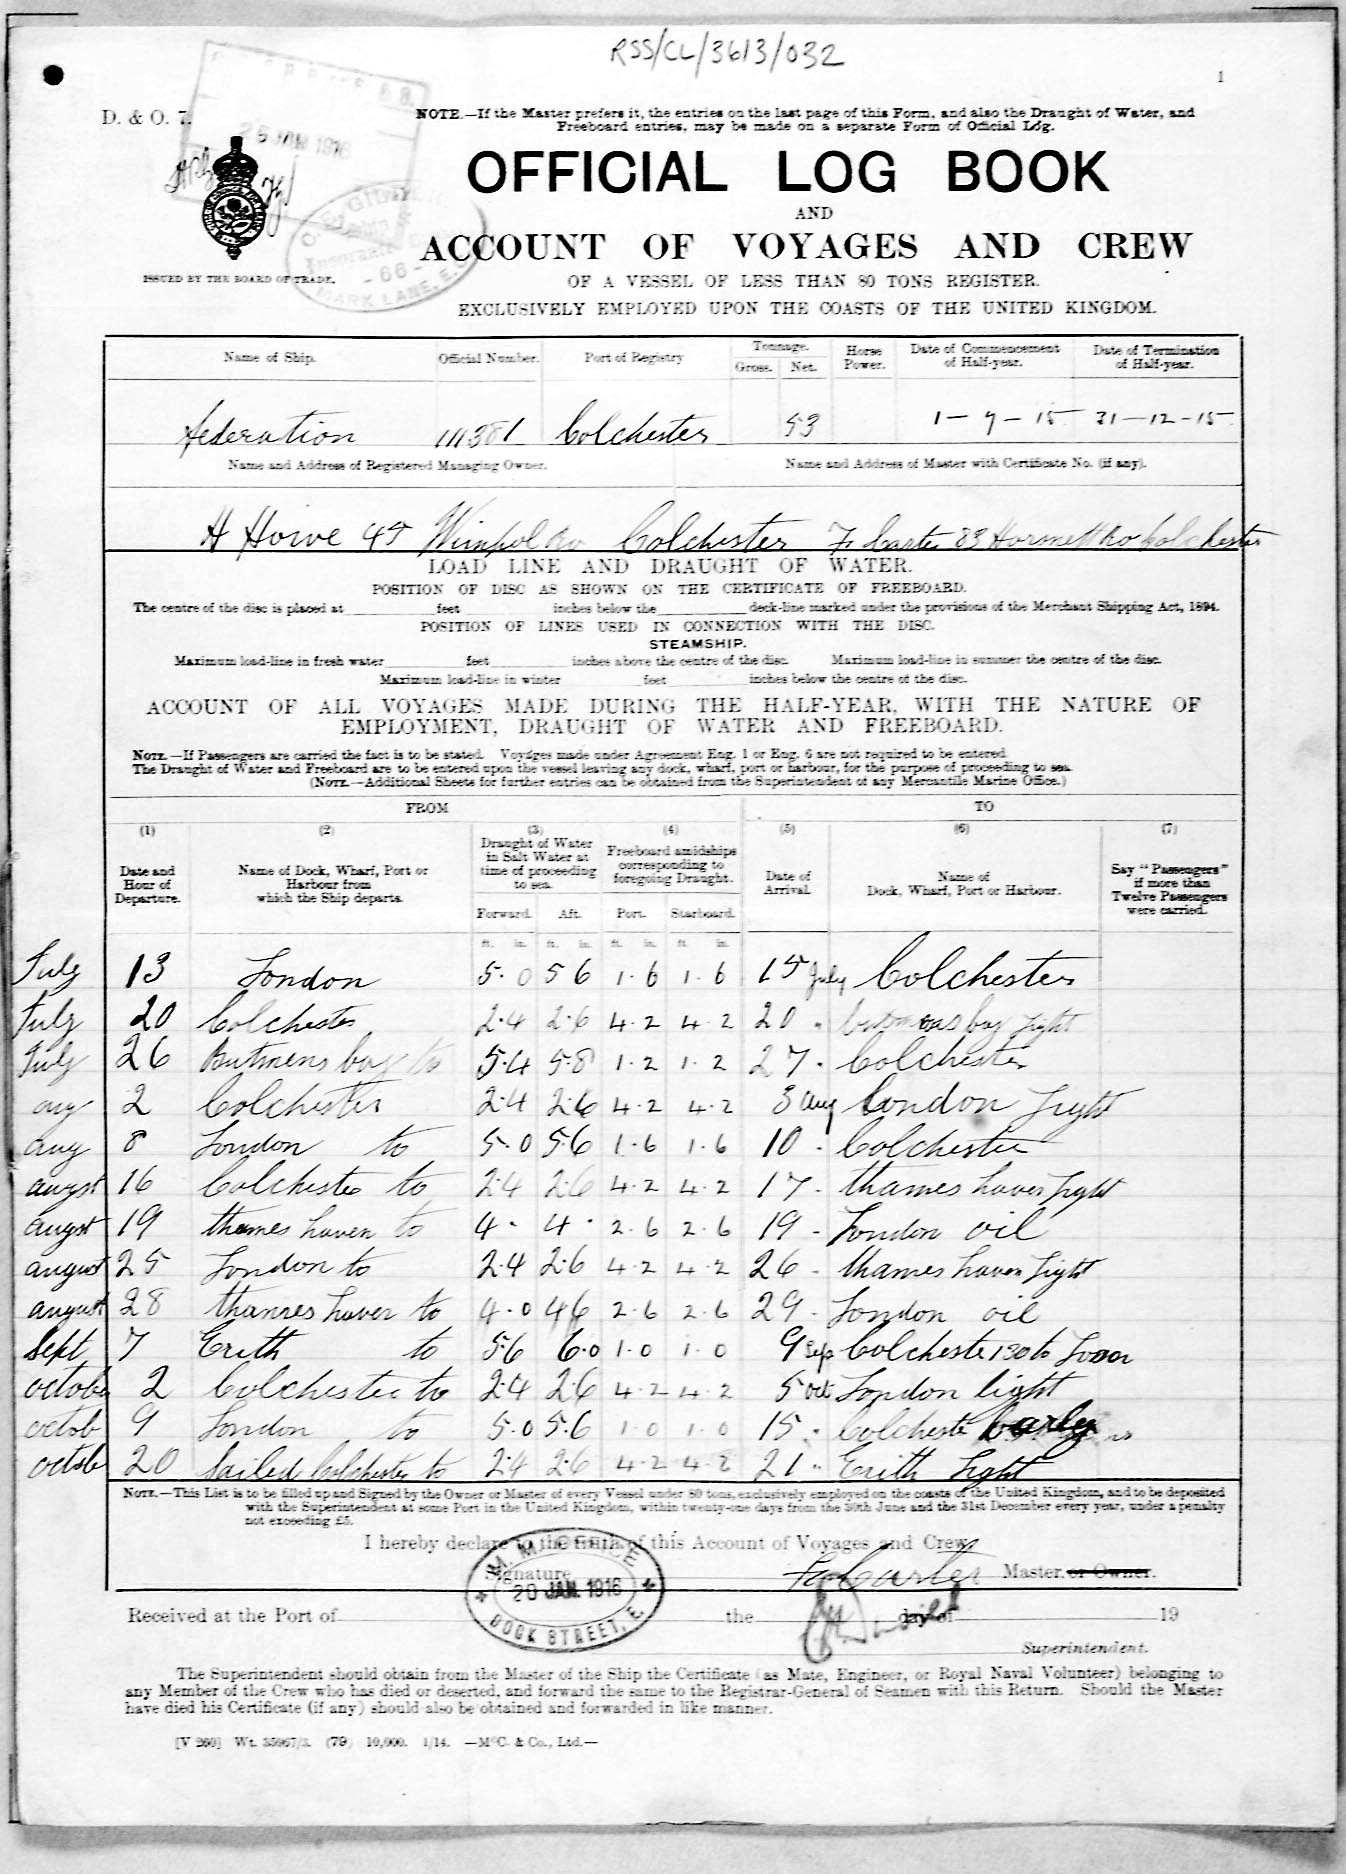 RSS/CL/3613/032
1
D. & O. 7.
25 JAN 1916
NOTE.—If the Master prefers it, the entries on the last page of this Form, and also the Draught of Water, and
Freeboard entries, may be made on a separate Form of Official Log.
OFFICIAL LOG BOOK
AND
ACCOUNT OF VOYAGES AND CREW
- 66 -
MARK LANE, E.C.
ISSUED BY THE BOARD OF TRADE.
OF A VESSEL OF LESS THAN 80 TONS REGISTER.
EXCLUSIVELY EMPLOYED UPON THE COASTS OF THE UNITED KINGDOM.
Name of Ship. Official Number. Port of Registry Tonnage. Gross. Net. Horse Power. Date of Commencement of Half-year. Date of Termination of Half-year.
federation 111381 Colchester 53 1-7-15 31-12-15
Name and Address of Registered Managing Owner. Name and Address of Master with Certificate No. (if any).
H Howe Colchester
LOAD LINE AND DRAUGHT OF WATER.
POSITION OF DISC AS SHOWN ON THE CERTIFICATE OF FREEBOARD.
The centre of the disc is placed at feet inches below the deck-line marked under the provisions of the Merchant Shipping Act, 1894.
POSITION OF LINES USED IN CONNECTION WITH THE DISC.
STEAMSHIP.
Maximum load-line in fresh water feet inches above the centre of the disc. Maximum load-line in summer the centre of the disc.
Maximum load-line in winter feet inches below the centre of the disc.
ACCOUNT OF ALL VOYAGES MADE DURING THE HALF-YEAR, WITH THE NATURE OF
EMPLOYMENT, DRAUGHT OF WATER AND FREEBOARD.
NOTE.—If Passengers are carried the fact is to be stated. Voyages made under Agreement Eng. 1 or Eng. 6 are not required to be entered.
The Draught of Water and Freeboard are to be entered upon the vessel leaving any dock, wharf, port or harbour, for the purpose of proceeding to sea.
(NOTE.—Additional Sheets for further entries can be obtained from the Superintendent of any Mercantile Marine Office.)
FROM TO
(1) (2) (3) (4) (5) (6) (7)
Date and Hour of Departure. Name of Dock, Wharf, Port or Harbour from which the Ship departs. Draught of Water in Salt Water at time of proceeding to sea. Freeboard amidships corresponding to foregoing Draught. Date of Arrival. Name of Dock, Wharf, Port or Harbour. Say "Passengers" if more than Twelve Passengers were carried.
Forward. Aft. Port. Starboard.
ft. in. ft. in. ft. in. ft. in.
July 13 London 5.0 5 6 1.6 1.6 15 July Colchester
July 20 Colchester 2.4 2.6 4.2 4.2 20 " bay light
July 26 Butmens bay to 5.4 5.8 1.2 1.2 27 . Colchester
aug 2 Colchester 2.4 2.6 4.2 4.2 3 aug London light
aug 8 London to 5.0 5.6 1.6 1.6 10 - Colchester
augst 16 Colchester to 2.4 2.6 4.2 4.2 17 - thames haven light
augst 19 thames haven to 4. 4. 2.6 2.6 19 - London oil
august 25 London to 2.4 2.6 4.2 4.2 26 - thames haven light
august 28 thames haven to 4.0 4 6 2.6 2.6 29 - London oil
Sept 7 Erith to 5.6 6.0 1.0 1.0 9 Sep Colchester 130 to
october 2 Colchester to 2.4 2.6 4.2 4.2 5 oct London light
octob 9 London to 5.0 5.6 1.0 1.0 15 . Colcheste
octobe 20 Sailed Colchester to 2.4 2.6 4.2 4.2 21 " Erith light
NOTE.—This List is to be filled up and Signed by the Owner or Master of every Vessel under 80 tons, exclusively employed on the coasts of the United Kingdom, and to be deposited
with the Superintendent at some Port in the United Kingdom, within twenty-one days from the 30th June and the 31st December every year, under a penalty
not exceeding £5.
I hereby declare to the truth of this Account of Voyages and Crew
Signature F Carter Master, or Owner.
M. M. OFFICE
20 JAN. 1916
DOCK STREET, E.
Received at the Port of the day of 19
Superintendent.
The Superintendent should obtain from the Master of the Ship the Certificate (as Mate, Engineer, or Royal Naval Volunteer) belonging to
any Member of the Crew who has died or deserted, and forward the same to the Registrar-General of Seamen with this Return. Should the Master
have died his Certificate (if any) should also be obtained and forwarded in like manner.
[V 260] Wt. 35967/3. (79) 10,000. 1/14. —McC. & Co., Ltd.—